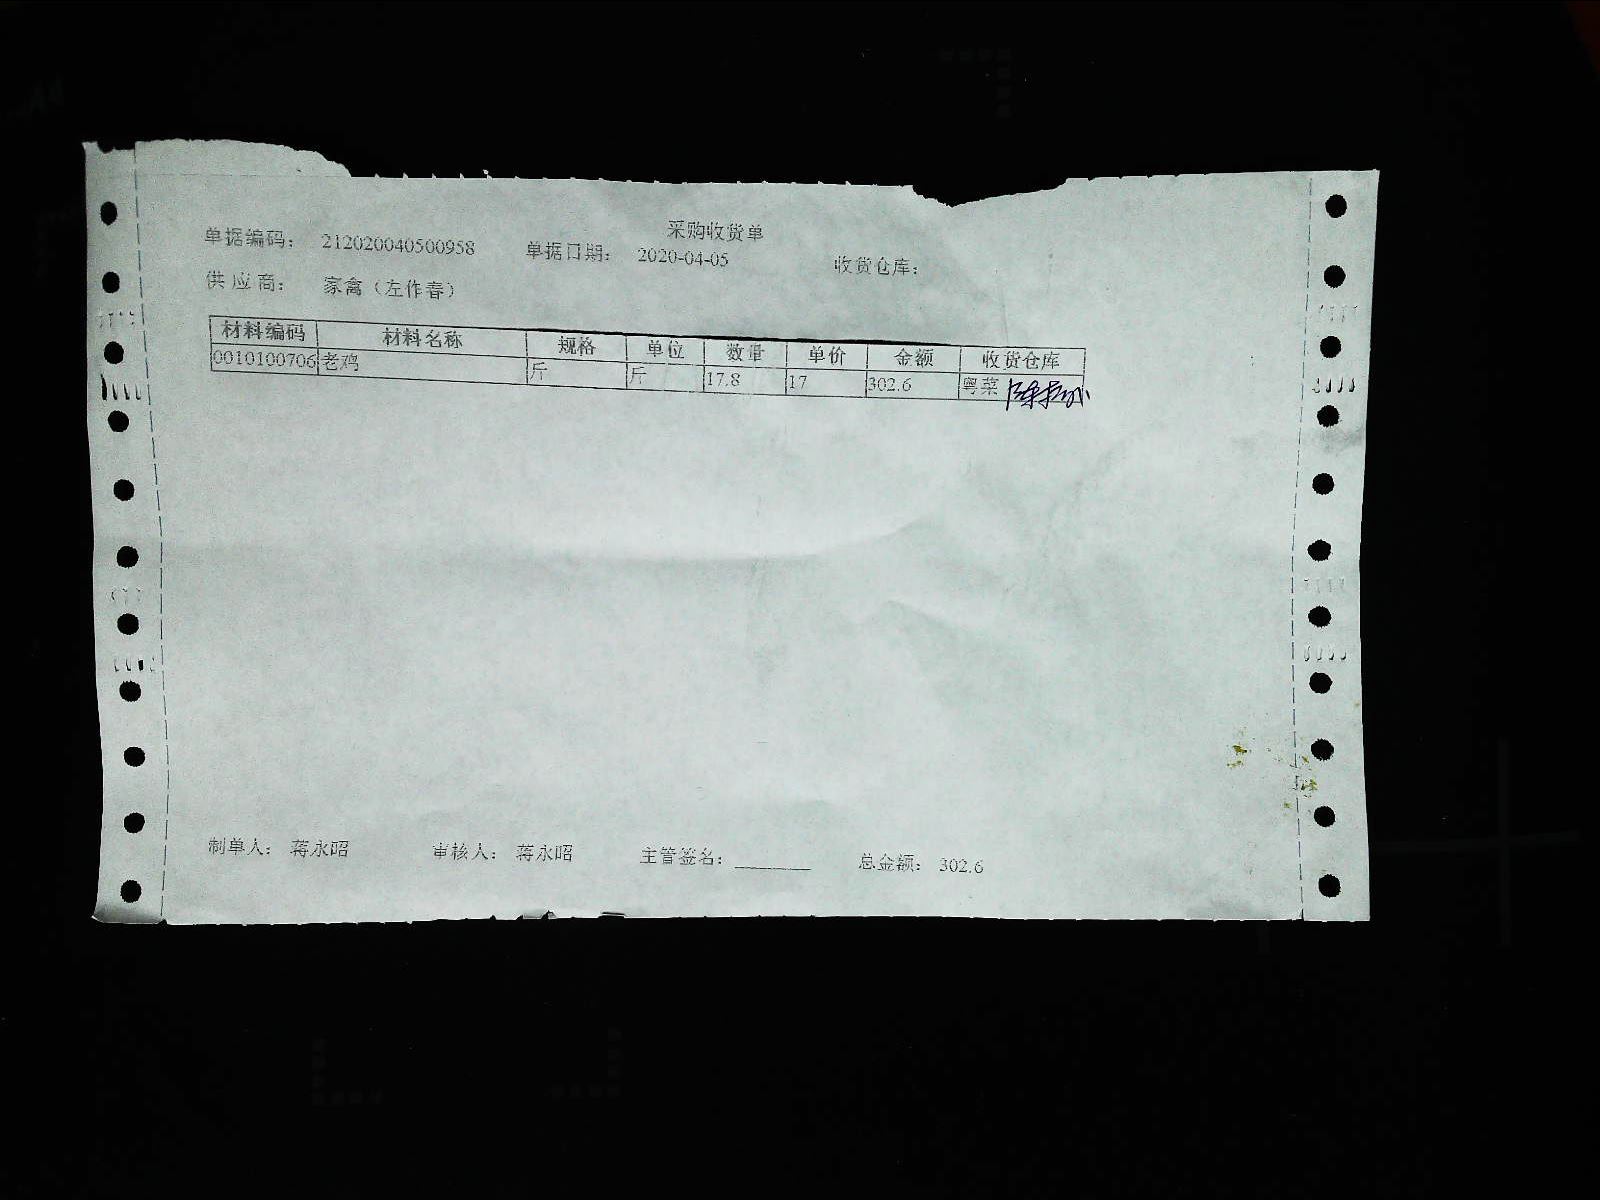 采购收货单
单据编码： 212020040500958 单据日期： 2020-04-05 收货仓库：
供 应 商： 家禽（左作春）
材料编码 材料名称 规格 单位 数量 单价 金额 收货仓库
0010100706 老鸡 斤 斤 17.8 17 302.6 粤菜
制单人： 蒋永昭 审核人： 蒋永昭 主管签名： ________ 总金额： 302.6